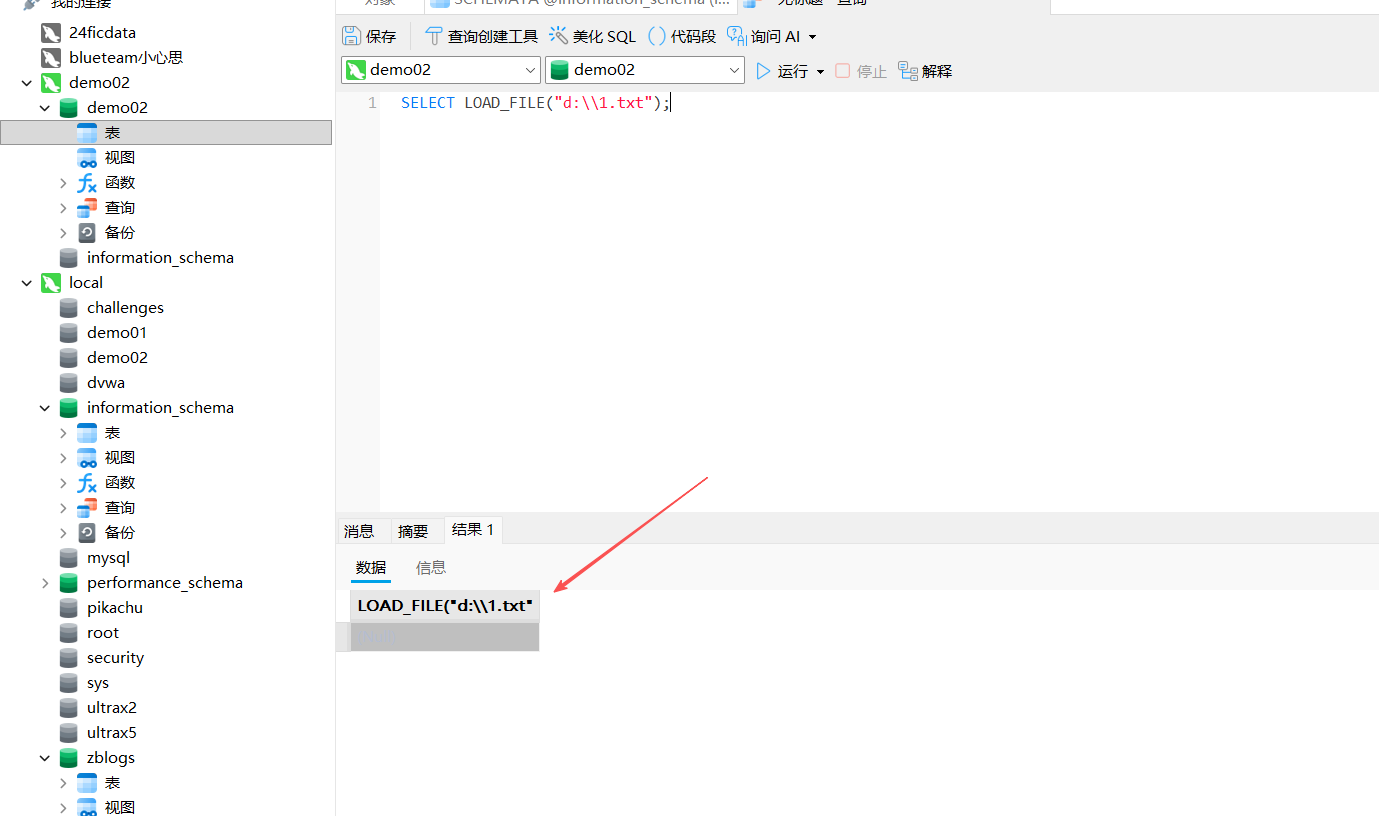 我的连接
24ficdata
blueteam小心思
demo02
demo02
表
视图
函数
查询
备份
information_schema
local
challenges
demo01
demo02
dvwa
information_schema
表
视图
函数
查询
备份
mysql
performance_schema
pikachu
root
security
sys
ultrax2
ultrax5
zblogs
表
视图
对象 SCHEMATA @information_schema (l... 无标题 - 查询
保存 查询创建工具 美化 SQL ( ) 代码段 询问 AI
demo02 demo02 运行 停止 解释
1 SELECT LOAD_FILE("d:\\1.txt");
消息 摘要 结果 1
数据 信息
LOAD_FILE("d:\\1.txt"